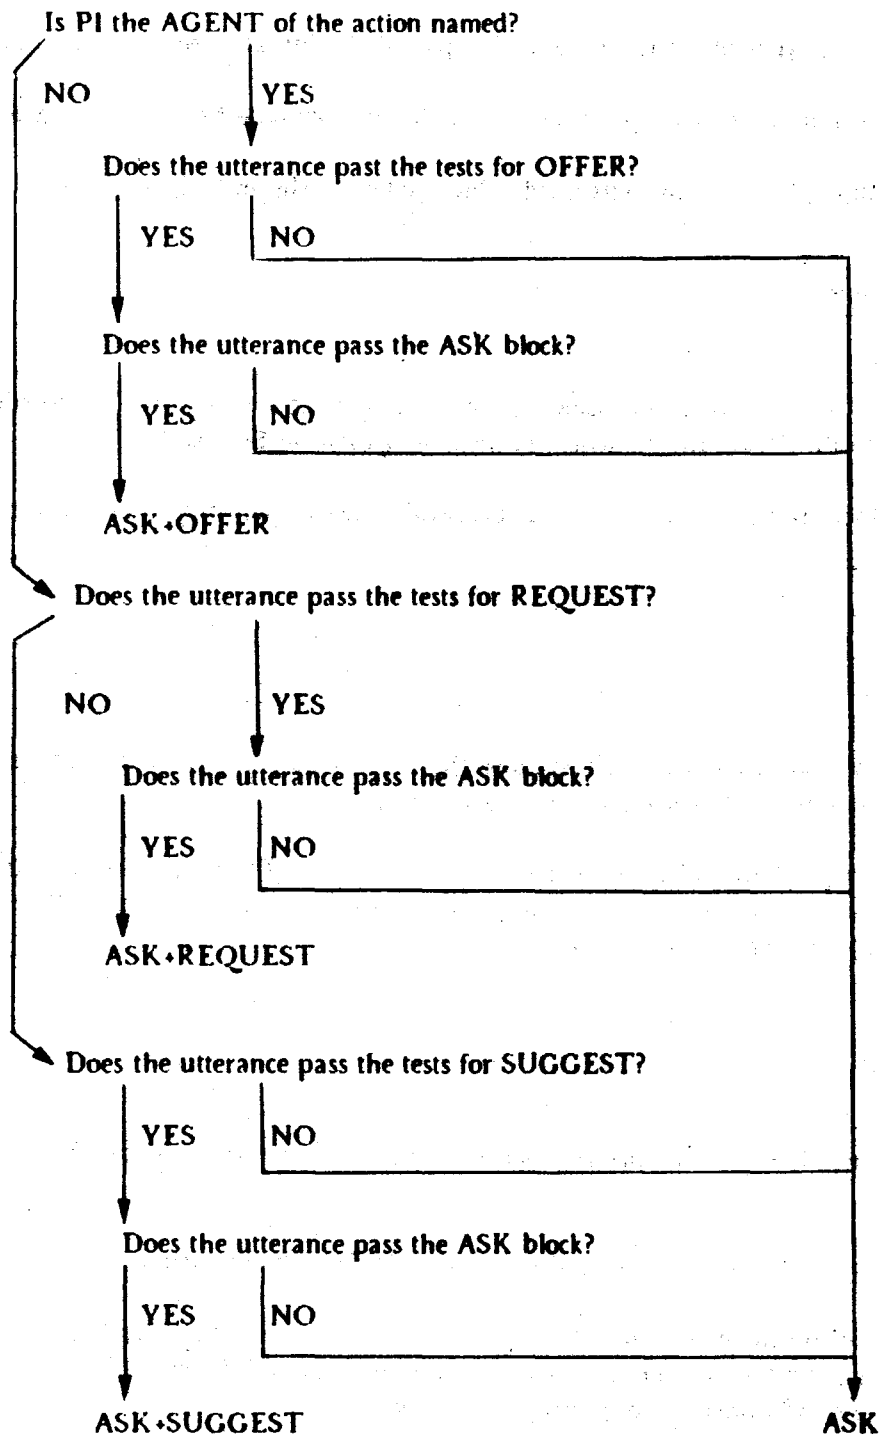 Is PI the AGENT of the action named?
NO YES
Does the utterance past the tests for OFFER?
YES NO
Does the utterance pass the ASK block?
YES NO
ASK+OFFER
Does the utterance pass the tests for REQUEST?
NO YES
Does the utterance pass the ASK block?
YES NO
ASK+REQUEST
Does the utterance pass the tests for SUGGEST?
YES NO
Does the utterance pass the ASK block?
YES NO
ASK+SUGGEST ASK